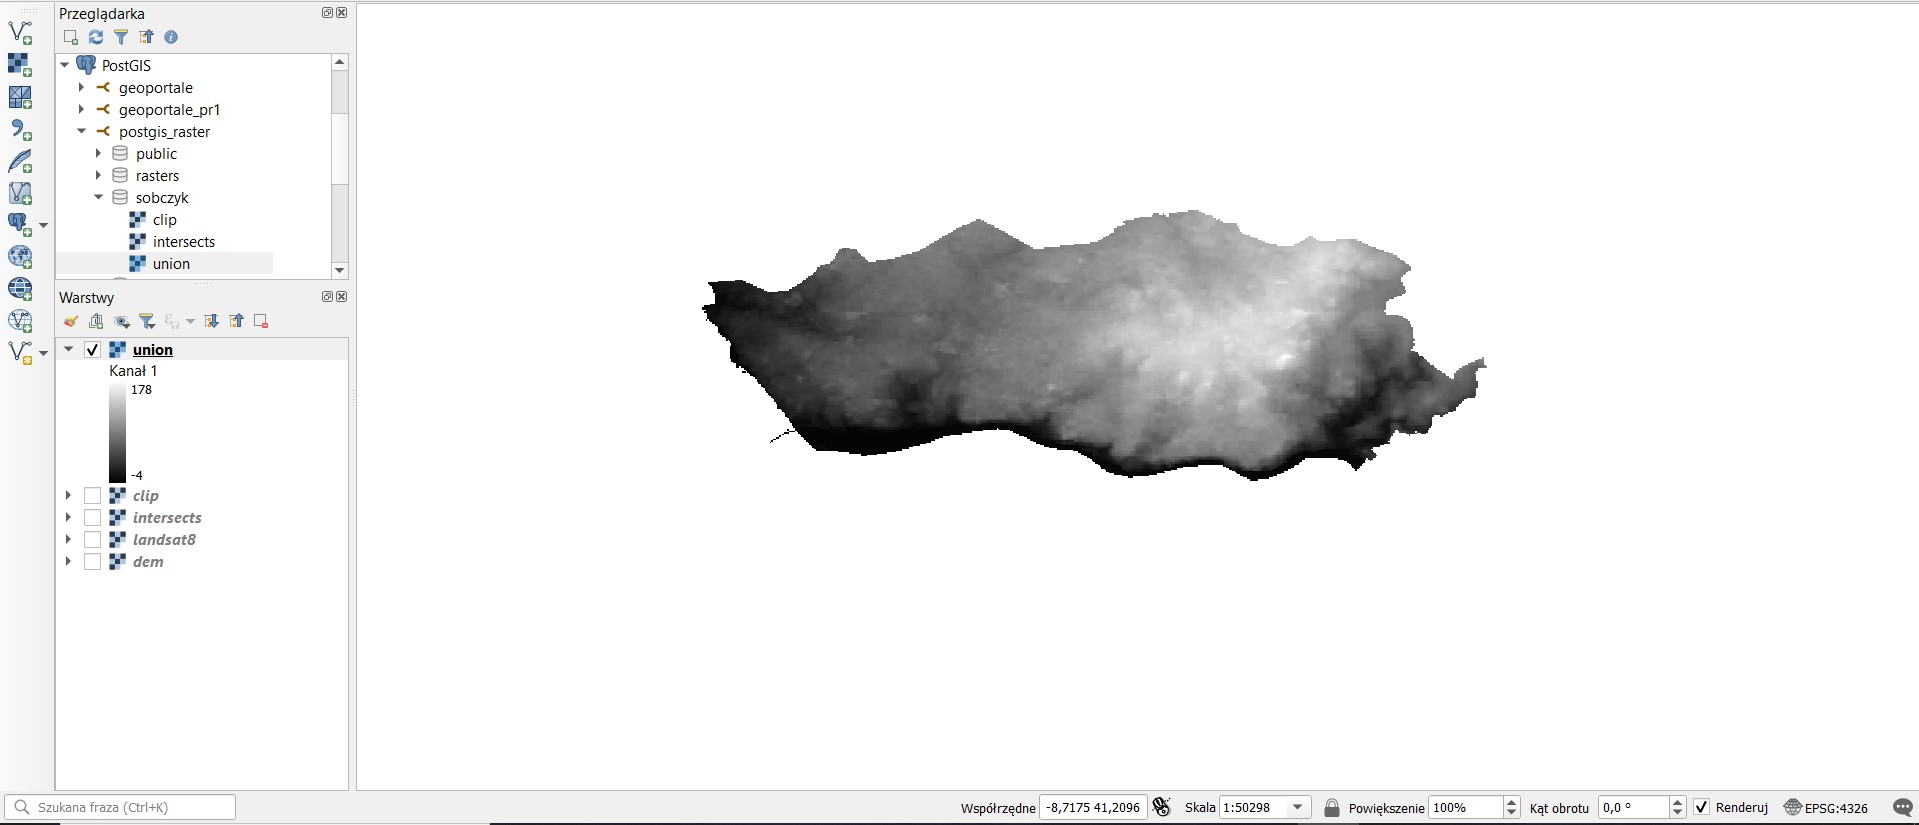 Przeglądarka
PostGIS
geoportale
geoportale_pr1
postgis_raster
public
rasters
sobczyk
clip
intersects
union
Warstwy
union
Kanał 1
178
-4
clip
intersects
landsat8
dem
Szukana fraza (Ctrl+K)
Współrzędne -8,7175 41,2096 Skala 1:50298 Powiększenie 100% Kąt obrotu 0,0 ° Renderuj EPSG:4326